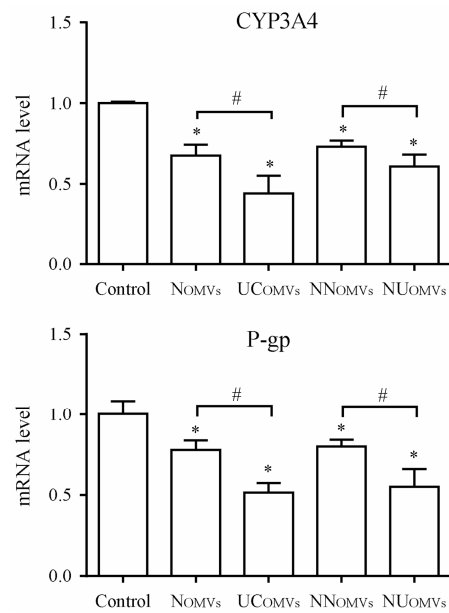 CYP3A4
1.5
1.0
0.5
0.0
mRNA level
#
#
*
*
*
*
Control
NOMVs
UCOMVs
NNOMVs
NUOMVs
P-gp
1.5
1.0
0.5
0.0
mRNA level
#
#
*
*
*
*
Control
NOMVs
UCOMVs
NNOMVs
NUOMVs